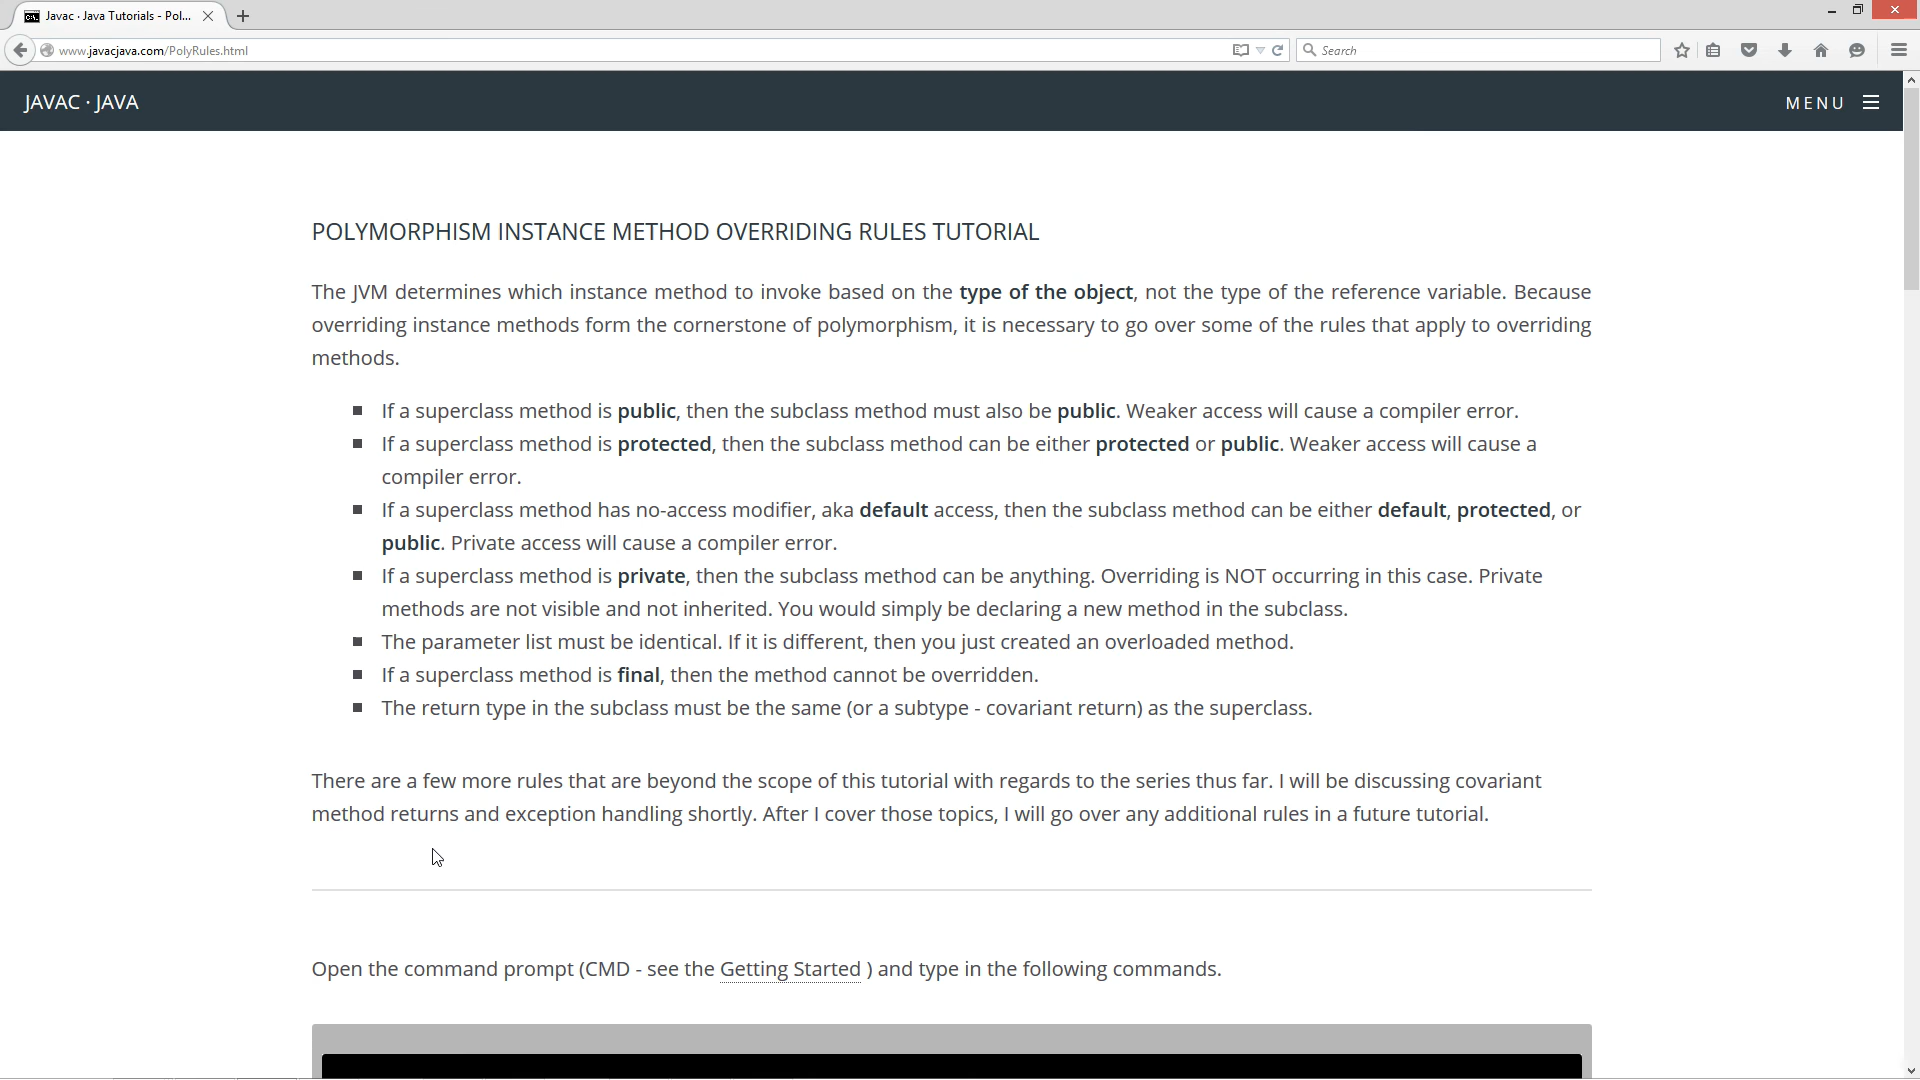 Javac · Java Tutorials - Pol...
www.javacjava.com/PolyRules.html
Search
JAVAC · JAVA
MENU
POLYMORPHISM INSTANCE METHOD OVERRIDING RULES TUTORIAL
The JVM determines which instance method to invoke based on the type of the object, not the type of the reference variable. Because
overriding instance methods form the cornerstone of polymorphism, it is necessary to go over some of the rules that apply to overriding
methods.
If a superclass method is public, then the subclass method must also be public. Weaker access will cause a compiler error.
If a superclass method is protected, then the subclass method can be either protected or public. Weaker access will cause a
compiler error.
If a superclass method has no-access modifier, aka default access, then the subclass method can be either default, protected, or
public. Private access will cause a compiler error.
If a superclass method is private, then the subclass method can be anything. Overriding is NOT occurring in this case. Private
methods are not visible and not inherited. You would simply be declaring a new method in the subclass.
The parameter list must be identical. If it is different, then you just created an overloaded method.
If a superclass method is final, then the method cannot be overridden.
The return type in the subclass must be the same (or a subtype - covariant return) as the superclass.
There are a few more rules that are beyond the scope of this tutorial with regards to the series thus far. I will be discussing covariant
method returns and exception handling shortly. After I cover those topics, I will go over any additional rules in a future tutorial.
Open the command prompt (CMD - see the Getting Started ) and type in the following commands.